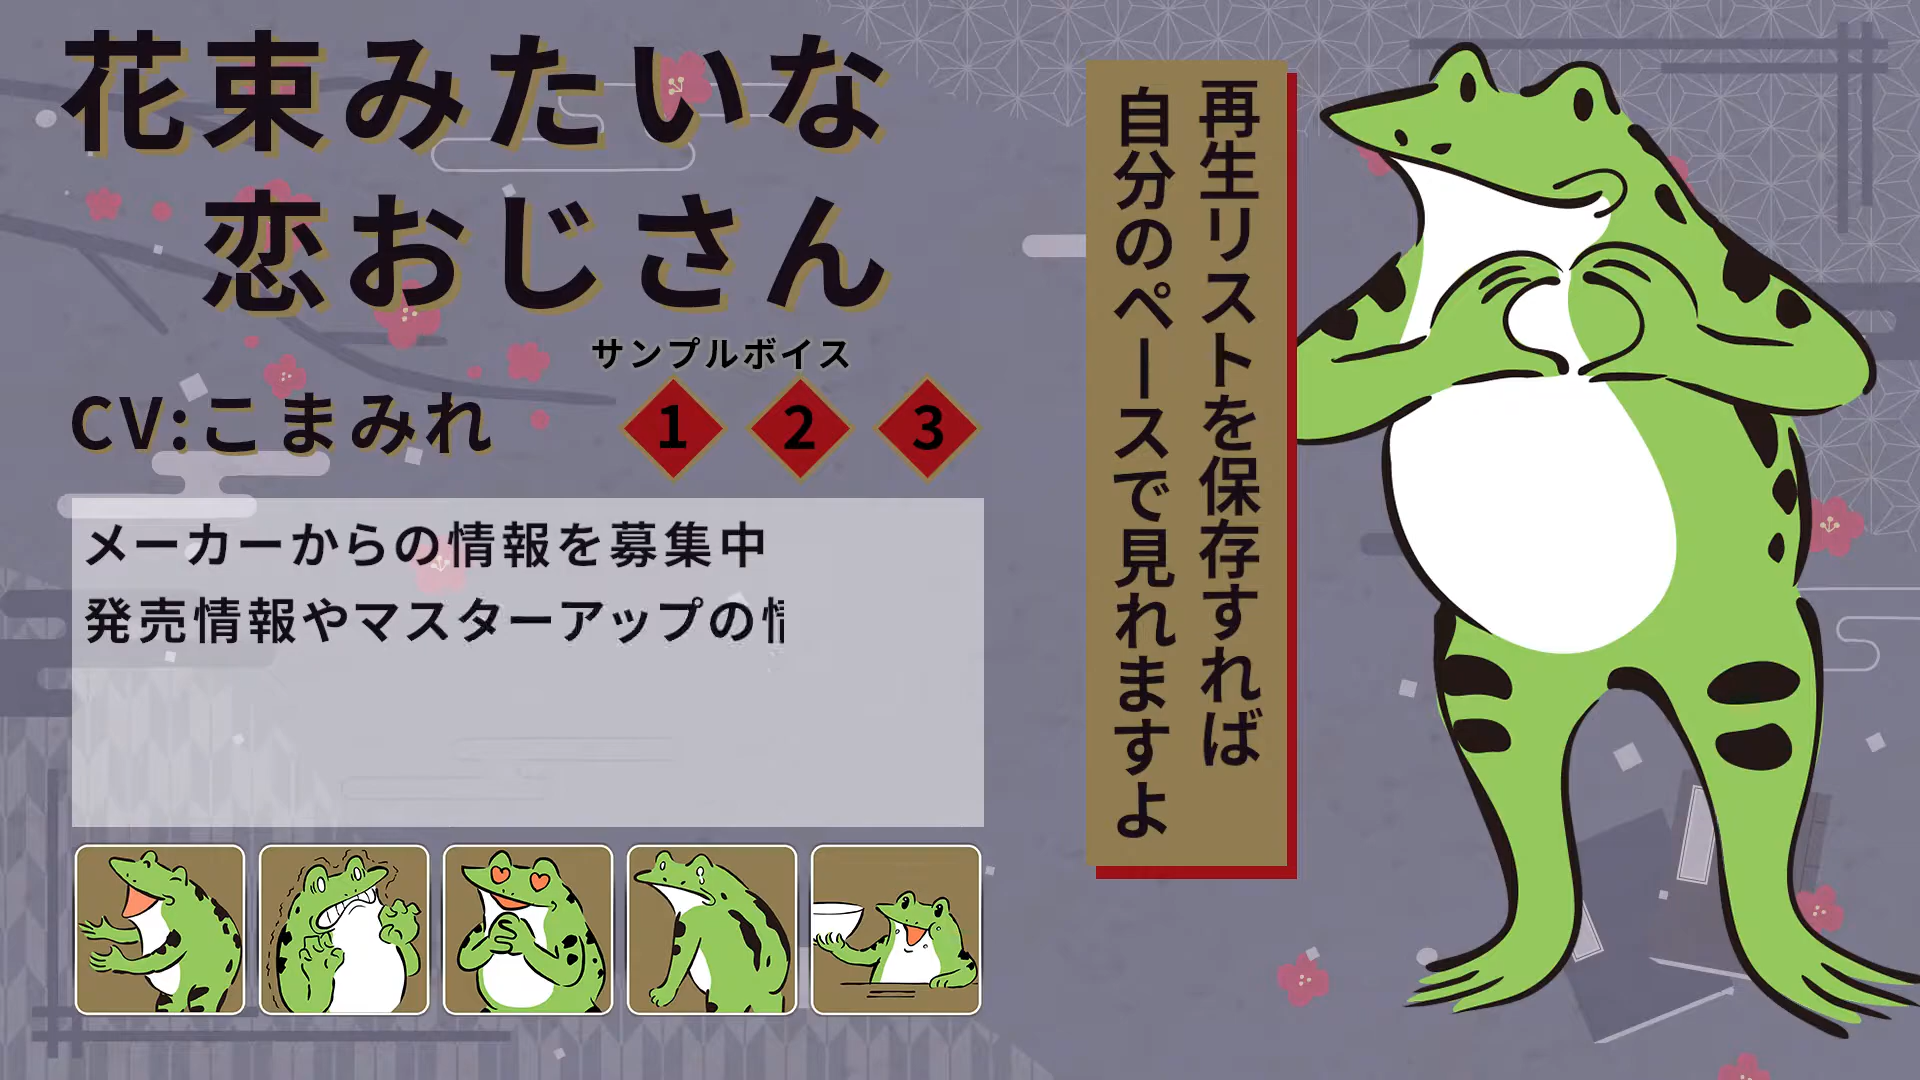 花束みたいな
恋おじさん
サンプルボイス
CV:こまみれ
1 2 3
メーカーからの情報を募集中
発売情報やマスターアップの
再生リストを保存すれば
自分のペースで見れますよ